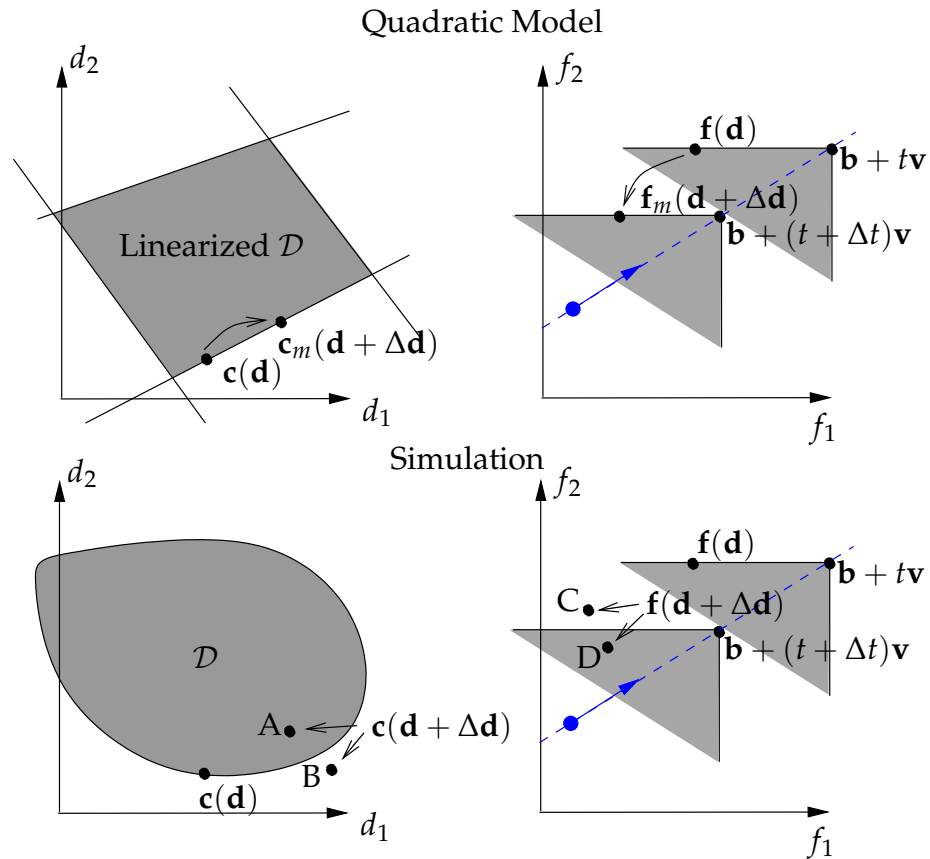 Quadratic Model
d₂
f₂
f(d)
b + tv
fₘ(d + Δd)
b + (t + Δt)v
Linearized 𝒟
cₘ(d + Δd)
c(d)
d₁
f₁
Simulation
d₂
f₂
f(d)
b + tv
C
f(d + Δd)
D
b + (t + Δt)v
𝒟
A
c(d + Δd)
B
c(d)
d₁
f₁